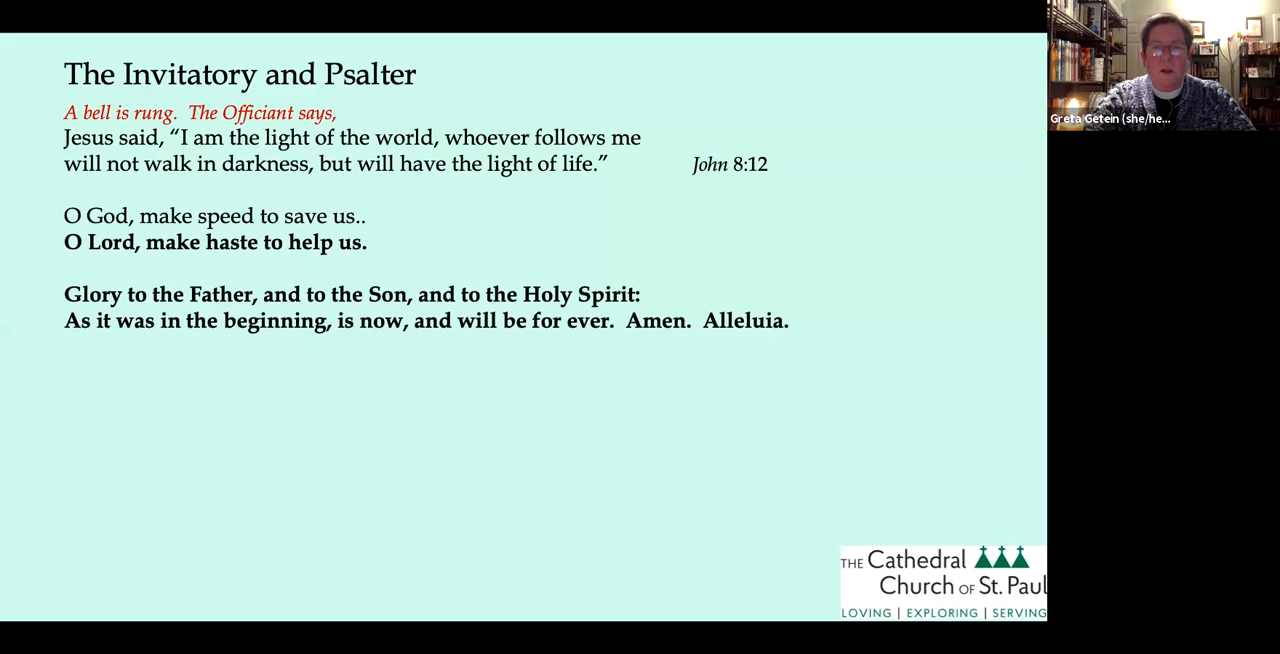 The Invitatory and Psalter
A bell is rung.  The Officiant says,
Jesus said, “I am the light of the world, whoever follows me
will not walk in darkness, but will have the light of life.”   John 8:12
O God, make speed to save us..
O Lord, make haste to help us.
Glory to the Father, and to the Son, and to the Holy Spirit:
As it was in the beginning, is now, and will be for ever.  Amen.  Alleluia.
THE Cathedral
Church OF St. Paul
LOVING | EXPLORING | SERVING
Greta Getein (she/he...